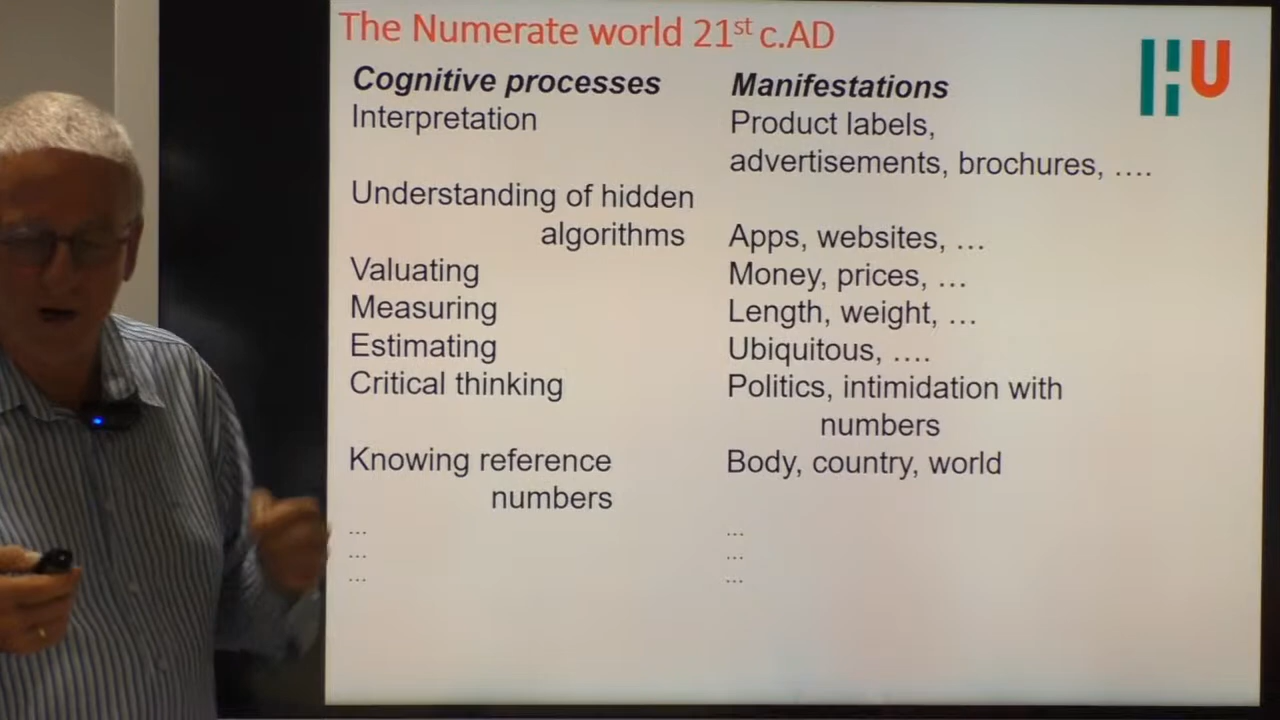 The Numerate world 21st c.AD
Cognitive processes
Manifestations
Interpretation
Product labels,
advertisements, brochures, ….
Understanding of hidden
algorithms
Apps, websites, …
Valuating
Money, prices, …
Measuring
Length, weight, …
Estimating
Ubiquitous, ….
Critical thinking
Politics, intimidation with
numbers
Knowing reference
numbers
Body, country, world
...
...
...
...
...
...
HU